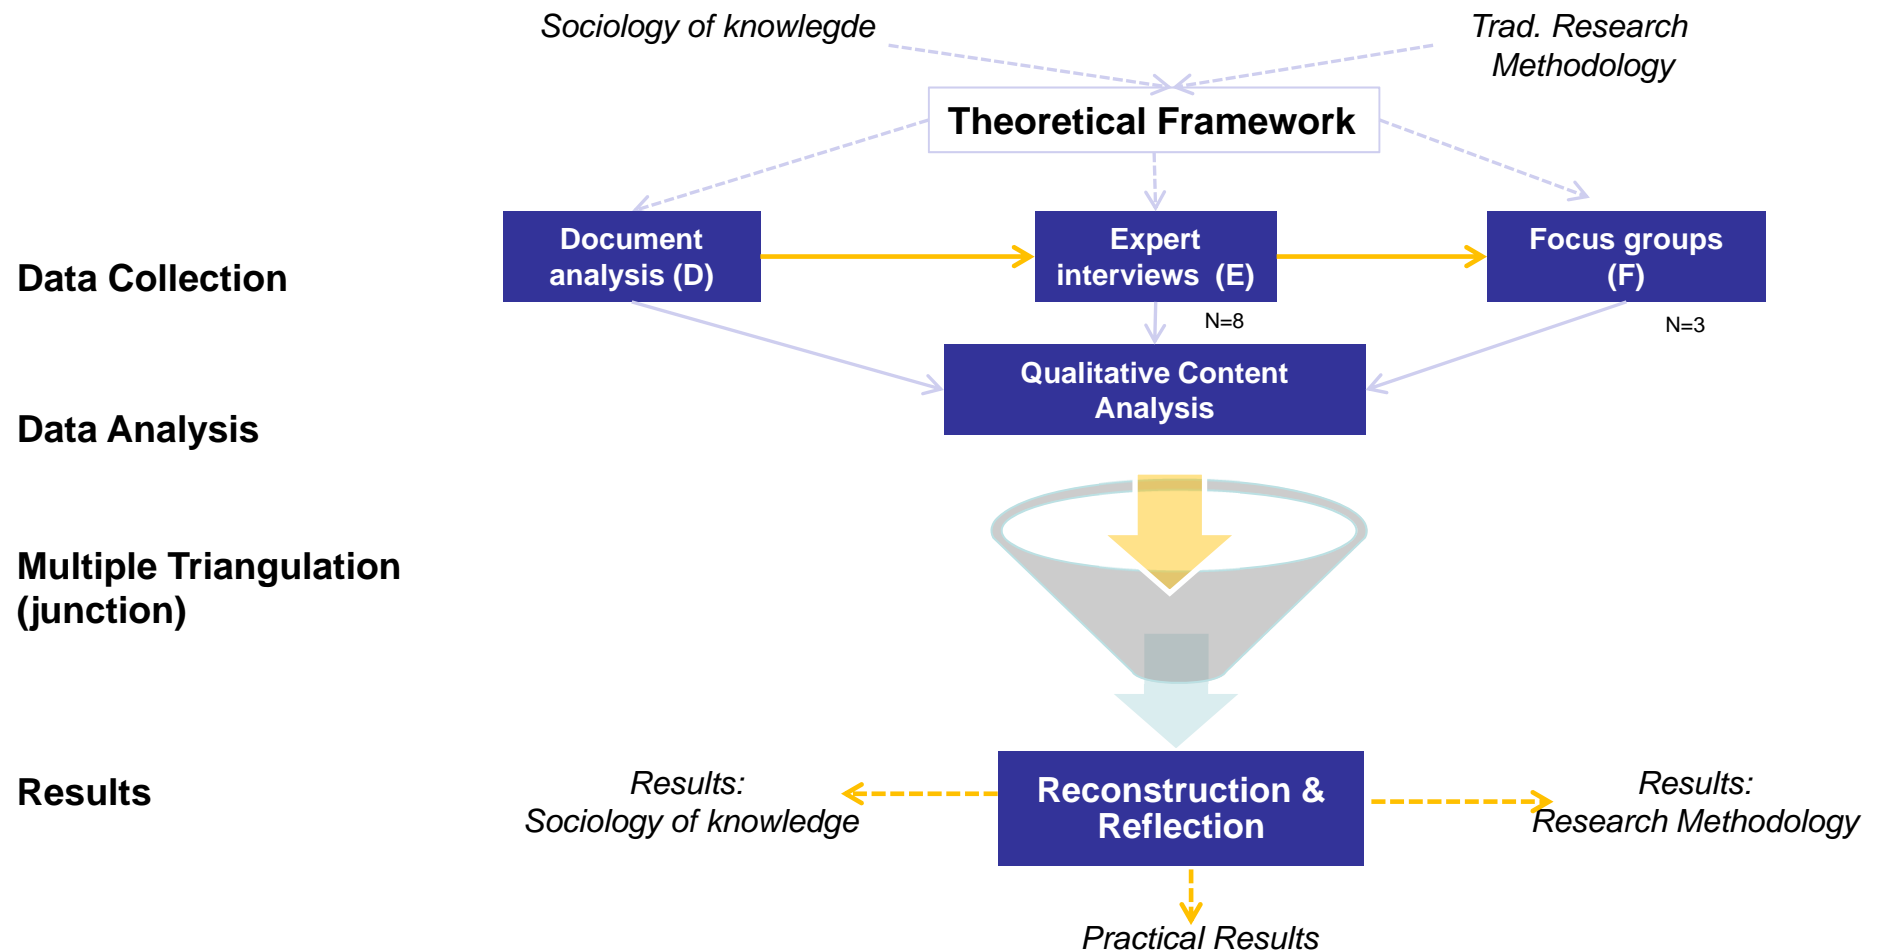 Sociology of knowlegde
Trad. Research
Methodology
Theoretical Framework
Data Collection
Document
analysis (D)
Expert
interviews  (E)
Focus groups
(F)
N=8
N=3
Qualitative Content
Analysis
Data Analysis
Multiple Triangulation
(junction)
Results
Results:
Sociology of knowledge
Reconstruction &
Reflection
Results:
Research Methodology
Practical Results